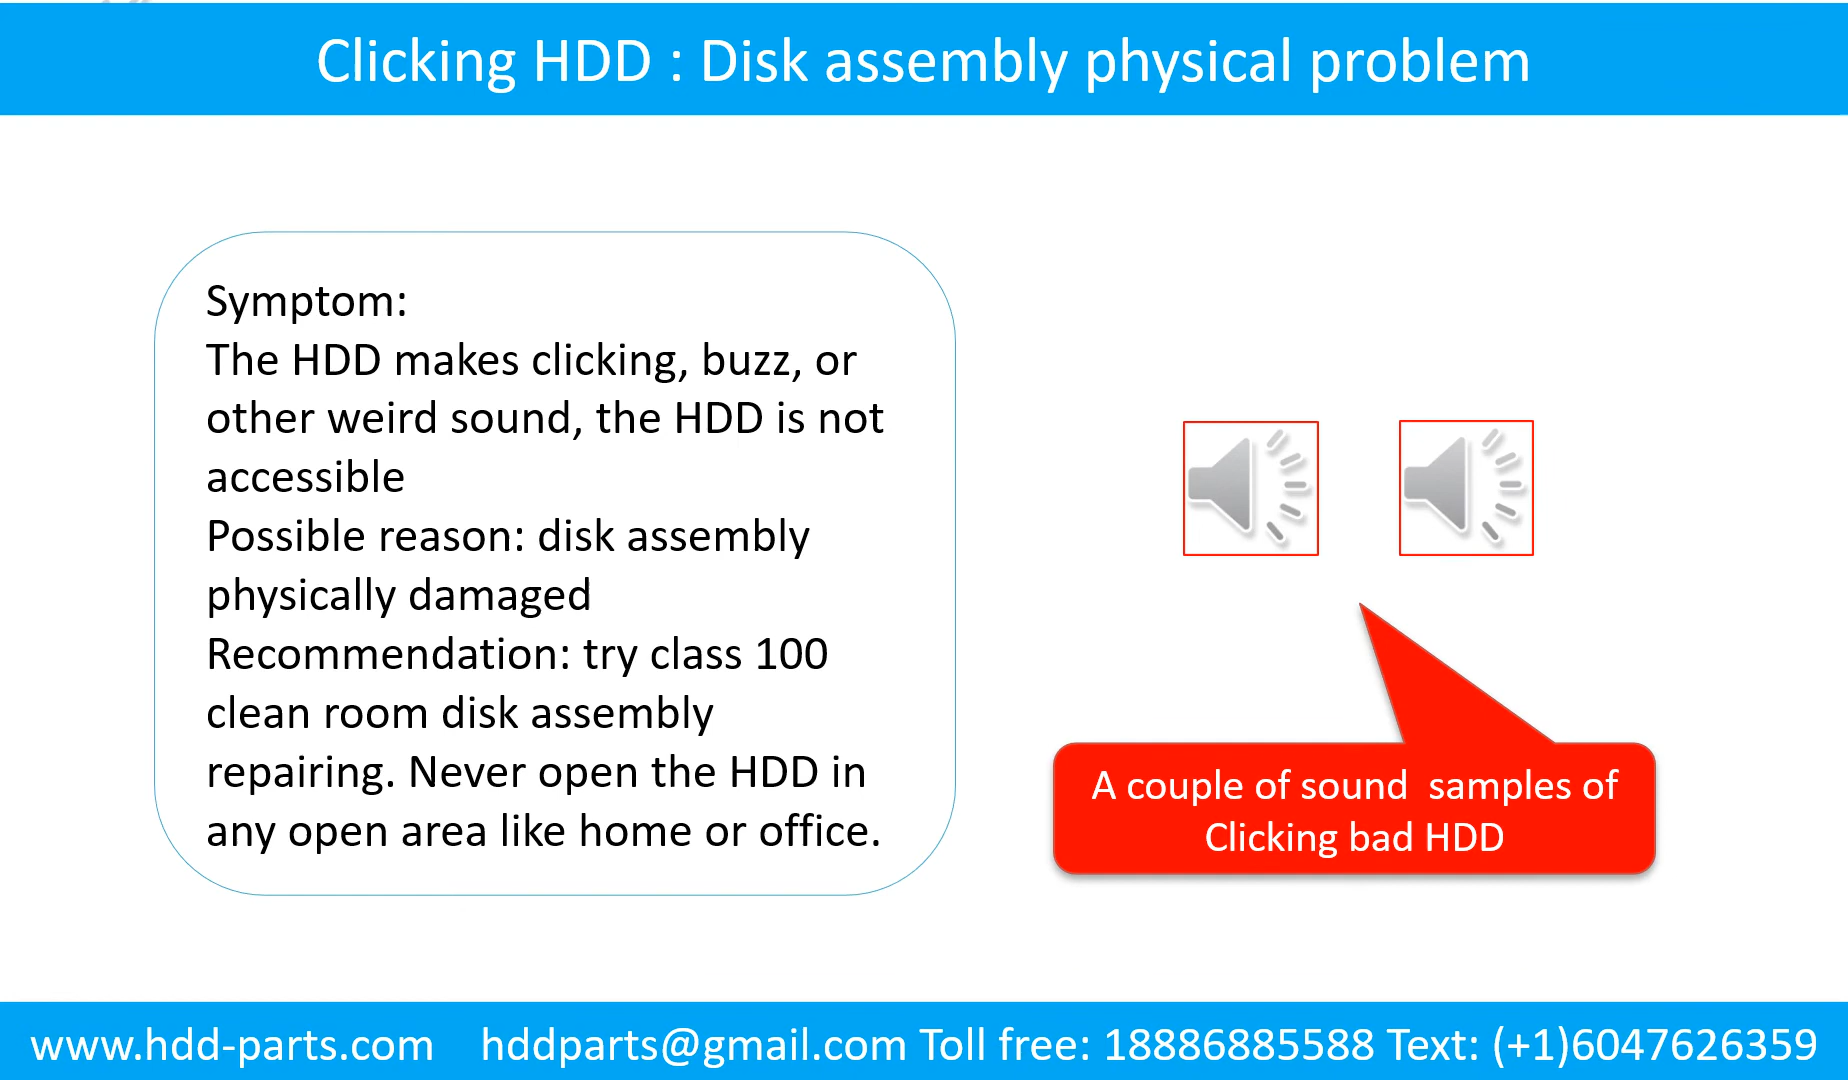 Clicking HDD : Disk assembly physical problem
Symptom:
The HDD makes clicking, buzz, or
other weird sound, the HDD is not
accessible
Possible reason: disk assembly
physically damaged
Recommendation: try class 100
clean room disk assembly
repairing. Never open the HDD in
any open area like home or office.
A couple of sound  samples of
Clicking bad HDD
www.hdd-parts.com    hddparts@gmail.com Toll free: 18886885588 Text: (+1)6047626359